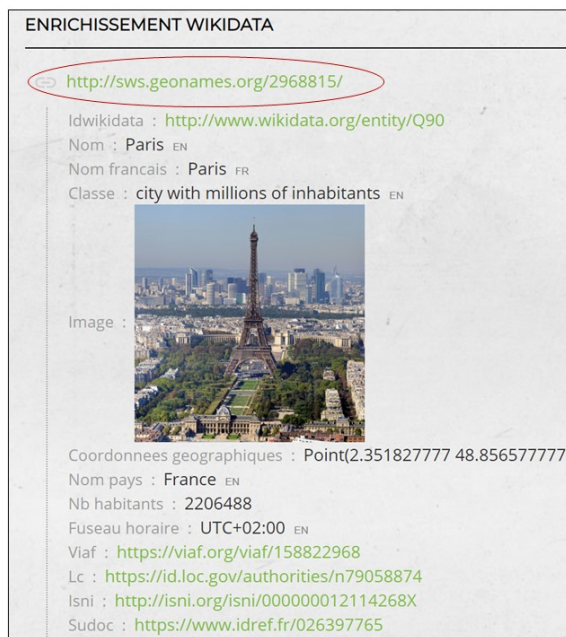 ENRICHISSEMENT WIKIDATA
http://sws.geonames.org/2968815/
Idwikidata : http://www.wikidata.org/entity/Q90
Nom : Paris EN
Nom francais : Paris FR
Classe : city with millions of inhabitants EN
Image :
Coordonnees geographiques : Point(2.351827777 48.856577777
Nom pays : France EN
Nb habitants : 2206488
Fuseau horaire : UTC+02:00 EN
Viaf : https://viaf.org/viaf/158822968
Lc : https://id.loc.gov/authorities/n79058874
Isni : http://isni.org/isni/000000012114268X
Sudoc : https://www.idref.fr/026397765